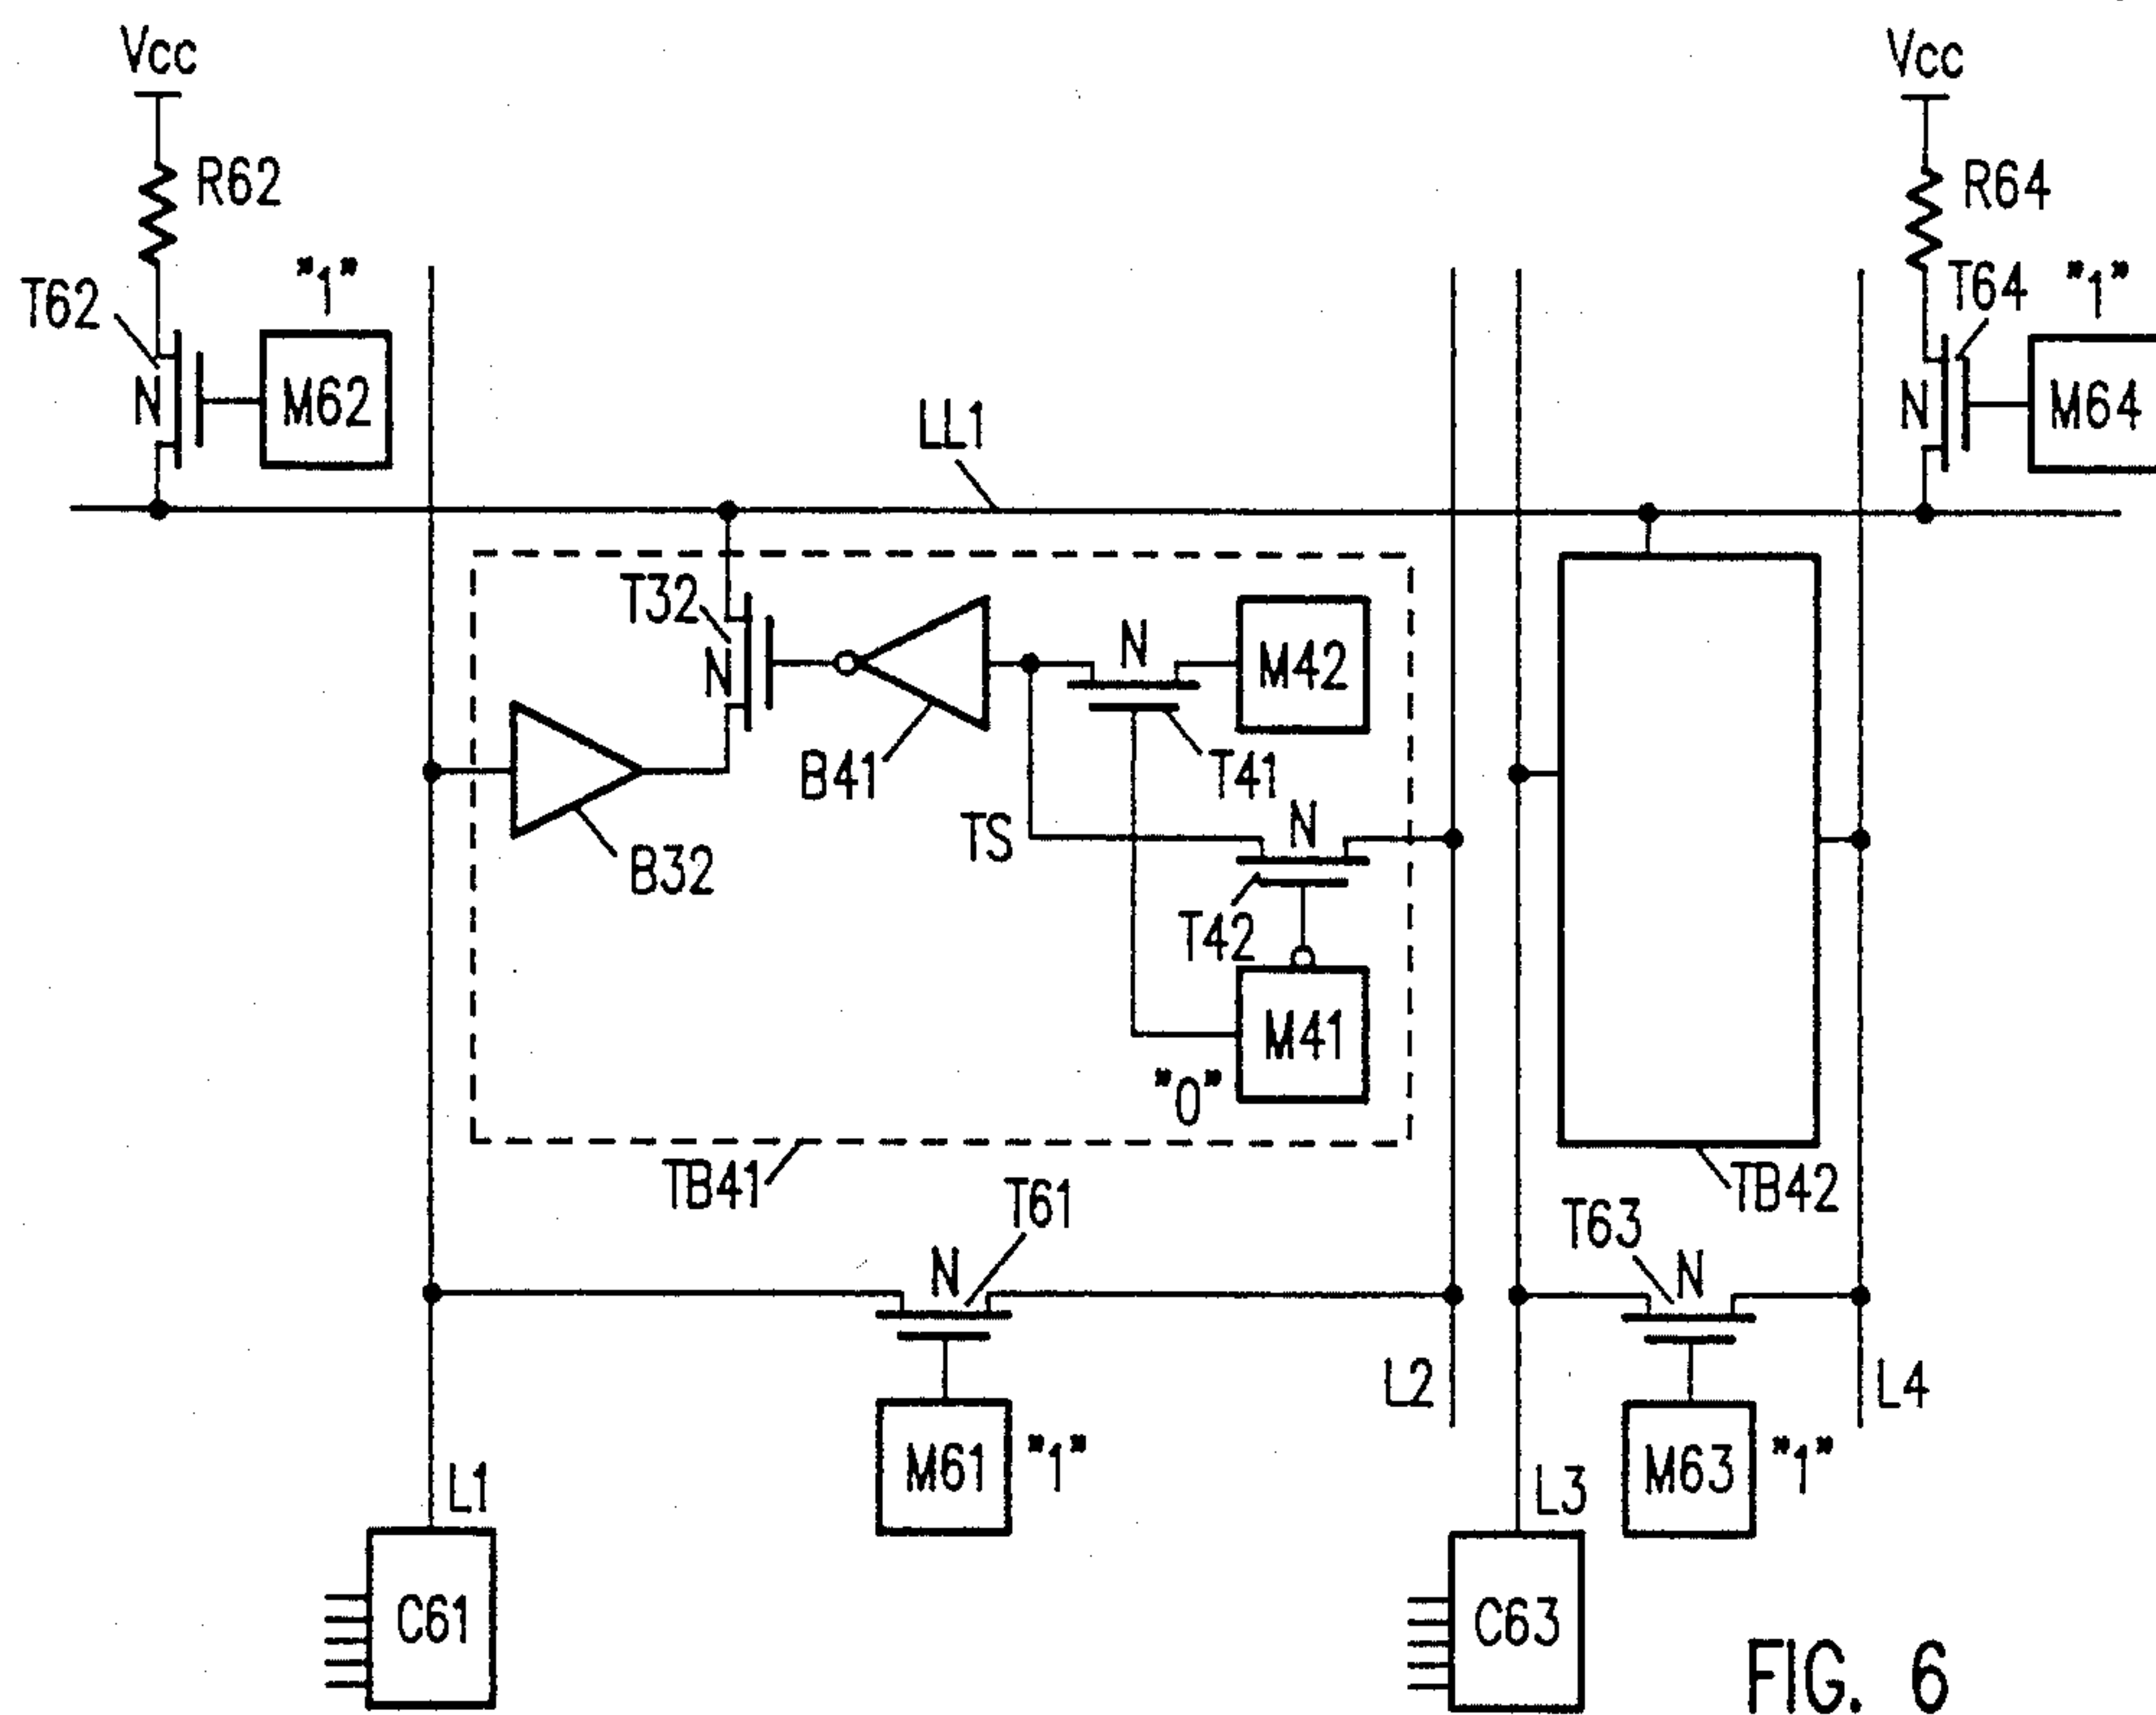 Vcc
Vcc
R62
R64
T62
"1"
T64
"1"
N
M62
N
M64
LL1
T32
N
B41
N
M42
T41
B32
TS
N
T42
M41
"0"
TB41
TB42
T61
N
T63
N
L2
L4
M61
"1"
M63
"1"
L1
L3
C61
C63
FIG. 6